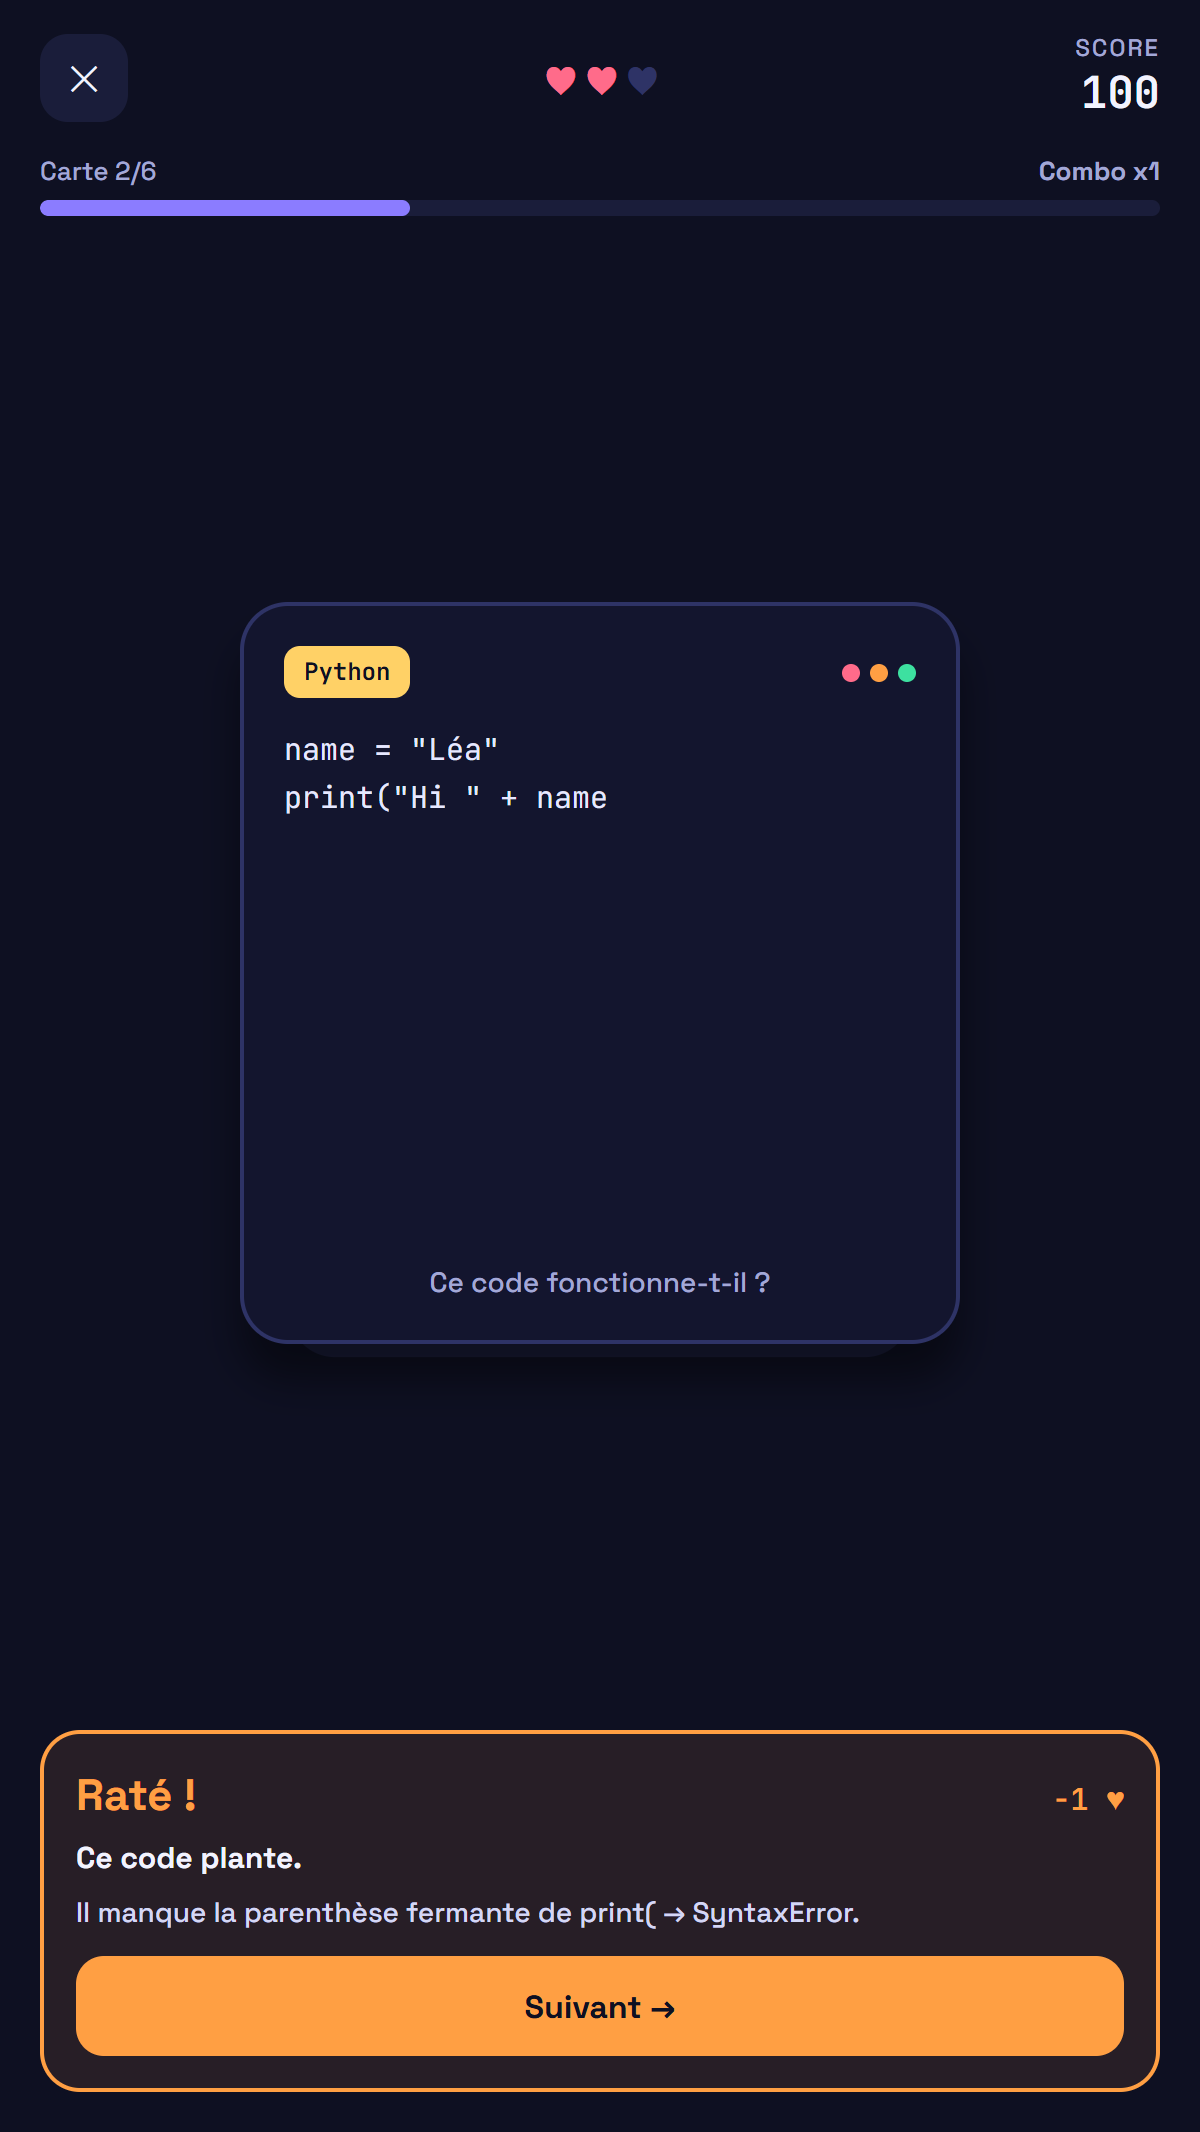 SCORE
100
Carte 2/6
Combo x1
Python
name = "Léa"
print("Hi " + name
Ce code fonctionne-t-il ?
Raté !
-1 ♥
Ce code plante.
Il manque la parenthèse fermante de print( → SyntaxError.
Suivant →